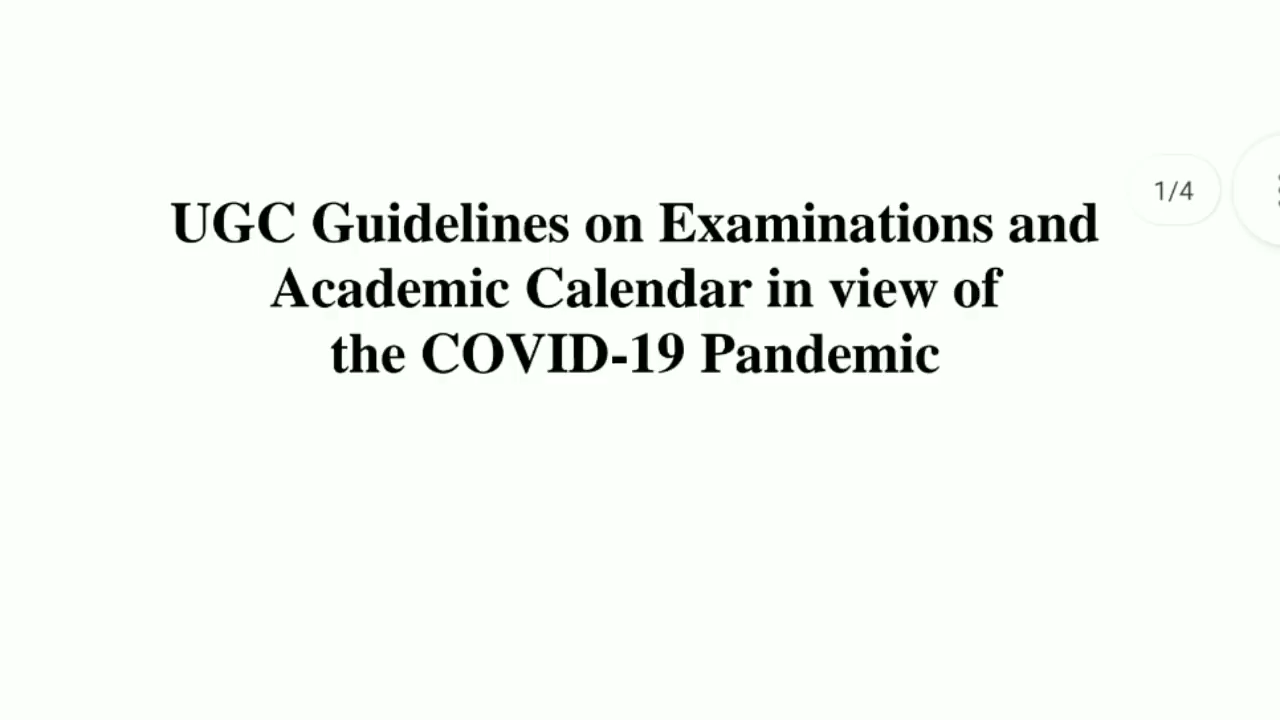 1/4
UGC Guidelines on Examinations and
Academic Calendar in view of
the COVID-19 Pandemic